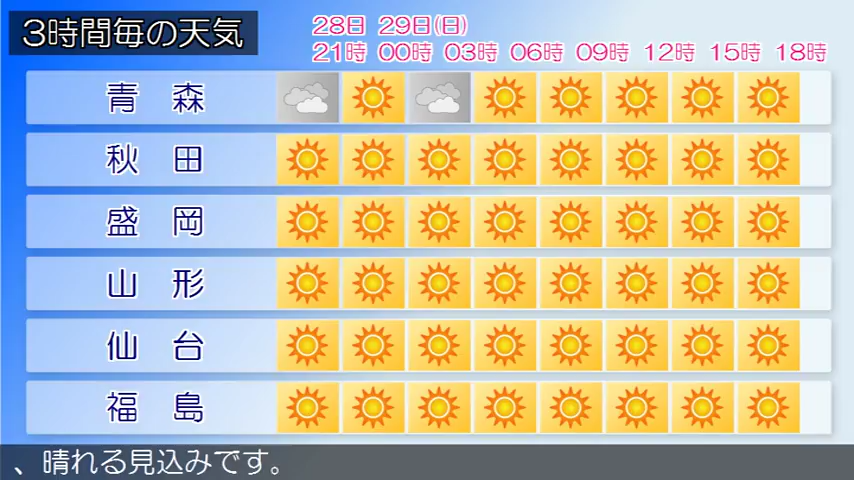 3時間毎の天気
28日 29日(日)
21時 00時 03時 06時 09時 12時 15時 18時
青 森
秋 田
盛 岡
山 形
仙 台
福 島
、晴れる見込みです。